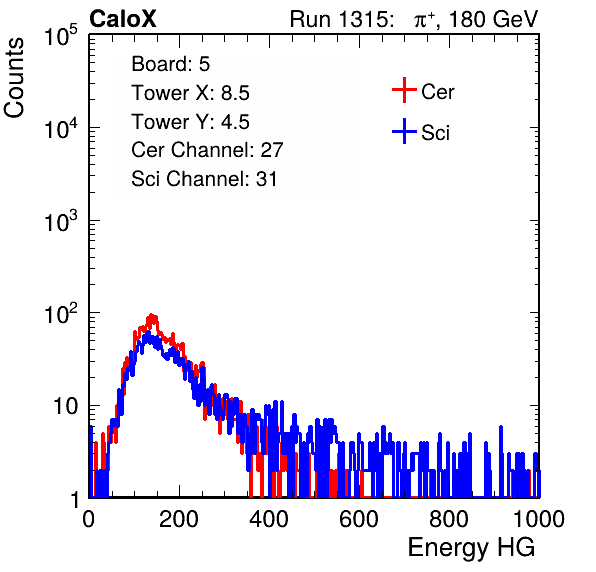 CaloX Run 1315: π⁺, 180 GeV
Counts
Board: 5
Tower X: 8.5
Tower Y: 4.5
Cer Channel: 27
Sci Channel: 31
Cer
Sci
10⁵
10⁴
10³
10²
10
1
0 200 400 600 800 1000
Energy HG